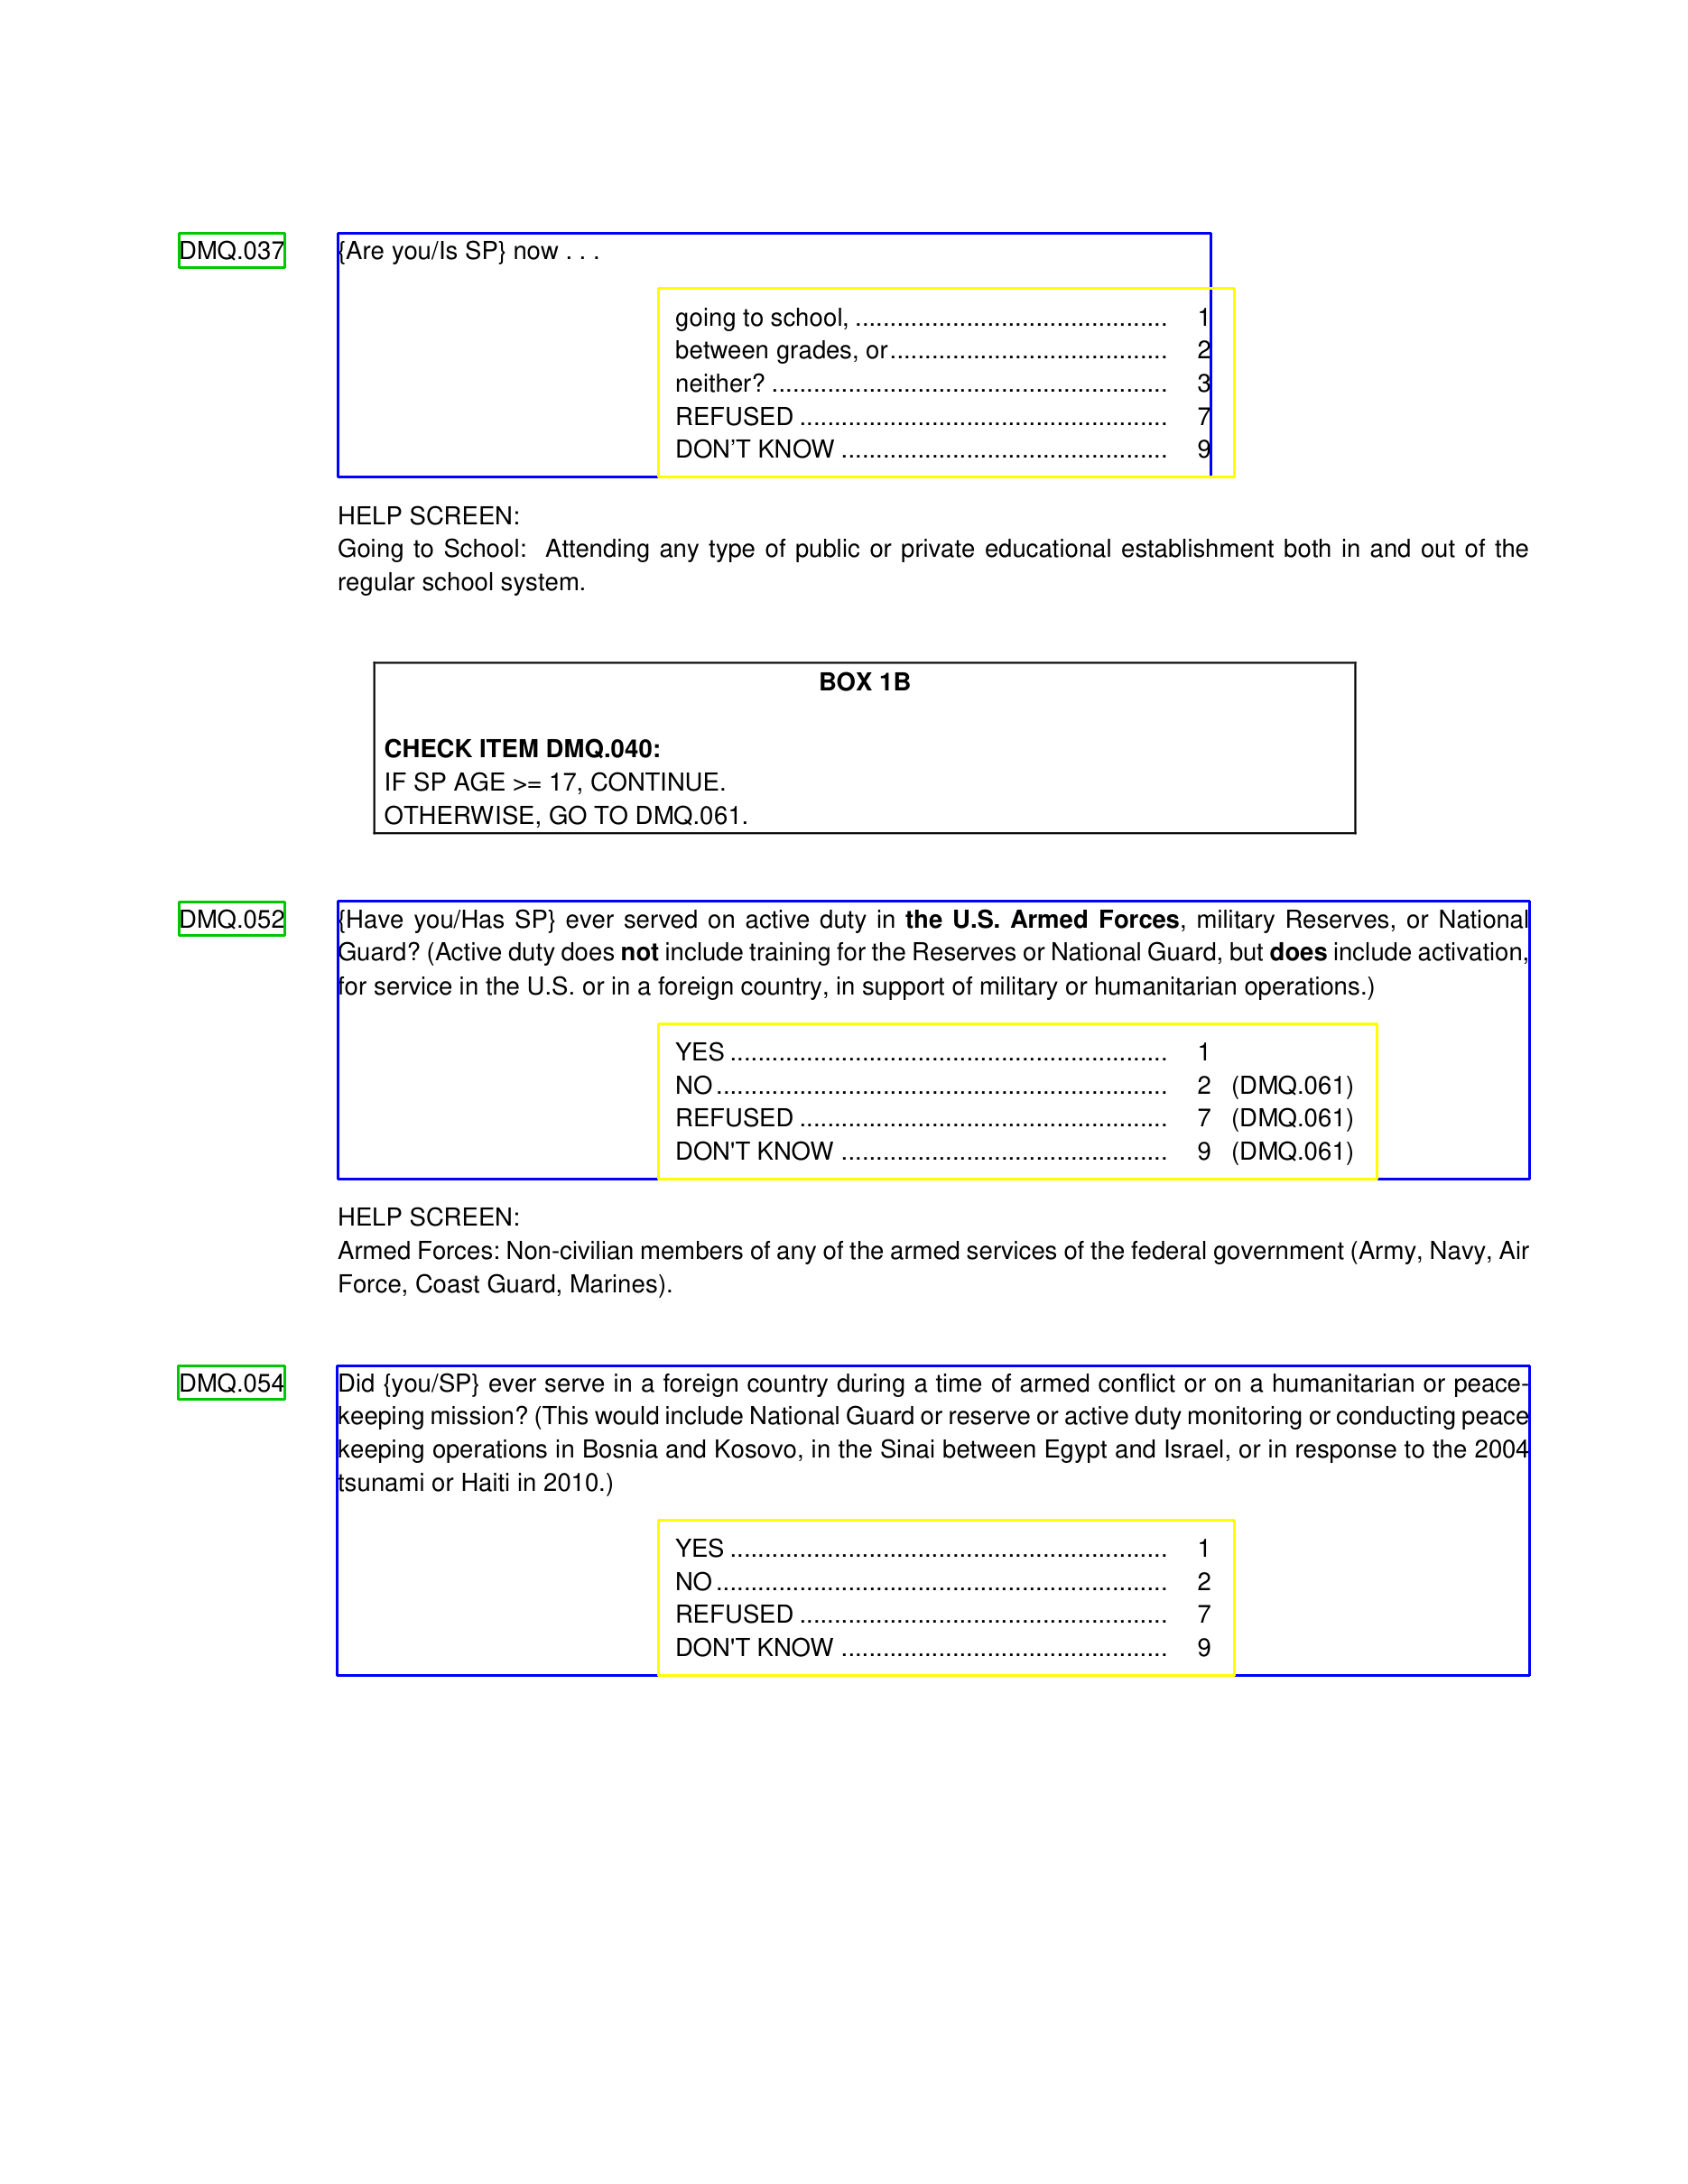 DMQ.037 {Are you/Is SP} now . . .
going to school, ............................................. 1
between grades, or........................................ 2
neither? ......................................................... 3
REFUSED ..................................................... 7
DON’T KNOW ............................................... 9
HELP SCREEN:
Going to School: Attending any type of public or private educational establishment both in and out of the
regular school system.
BOX 1B
CHECK ITEM DMQ.040:
IF SP AGE >= 17, CONTINUE.
OTHERWISE, GO TO DMQ.061.
DMQ.052 {Have you/Has SP} ever served on active duty in the U.S. Armed Forces, military Reserves, or National
Guard? (Active duty does not include training for the Reserves or National Guard, but does include activation,
for service in the U.S. or in a foreign country, in support of military or humanitarian operations.)
YES ............................................................... 1
NO ................................................................. 2 (DMQ.061)
REFUSED ..................................................... 7 (DMQ.061)
DON'T KNOW ............................................... 9 (DMQ.061)
HELP SCREEN:
Armed Forces: Non-civilian members of any of the armed services of the federal government (Army, Navy, Air
Force, Coast Guard, Marines).
DMQ.054 Did {you/SP} ever serve in a foreign country during a time of armed conflict or on a humanitarian or peace-
keeping mission? (This would include National Guard or reserve or active duty monitoring or conducting peace
keeping operations in Bosnia and Kosovo, in the Sinai between Egypt and Israel, or in response to the 2004
tsunami or Haiti in 2010.)
YES ............................................................... 1
NO ................................................................. 2
REFUSED ..................................................... 7
DON'T KNOW ............................................... 9